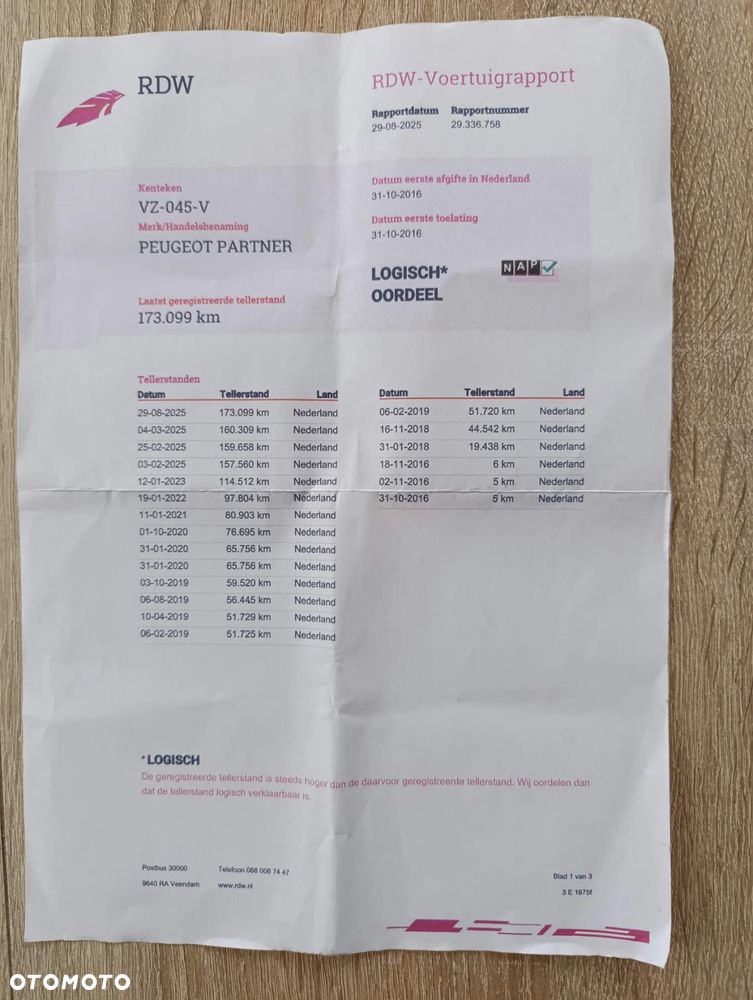 RDW
RDW-Voertuigrapport
Rapportdatum Rapportnummer
29-08-2025 29.336.758
Kenteken
VZ-045-V
Merk/Handelsbenaming
PEUGEOT PARTNER
Laatst geregistreerde tellerstand
173.099 km
Datum eerste afgifte in Nederland
31-10-2016
Datum eerste toelating
31-10-2016
LOGISCH*
OORDEEL
NAP
Tellerstanden
Datum Tellerstand Land
29-08-2025 173.099 km Nederland
04-03-2025 160.309 km Nederland
25-02-2025 159.658 km Nederland
03-02-2025 157.560 km Nederland
12-01-2023 114.512 km Nederland
19-01-2022 97.804 km Nederland
11-01-2021 80.903 km Nederland
01-10-2020 76.695 km Nederland
31-01-2020 65.756 km Nederland
31-01-2020 65.756 km Nederland
03-10-2019 59.520 km Nederland
06-08-2019 56.445 km Nederland
10-04-2019 51.729 km Nederland
06-02-2019 51.725 km Nederland
Datum Tellerstand Land
06-02-2019 51.720 km Nederland
16-11-2018 44.542 km Nederland
31-01-2018 19.438 km Nederland
18-11-2016 6 km Nederland
02-11-2016 5 km Nederland
31-10-2016 5 km Nederland
* LOGISCH
De geregistreerde tellerstand is steeds hoger dan de daarvoor geregistreerde tellerstand. Wij oordelen dan
dat de tellerstand logisch verklaarbaar is.
Postbus 30000 Telefoon 088 008 74 47
9640 RA Veendam www.rdw.nl
Blad 1 van 3
3 E 1675f
OTOMOTO